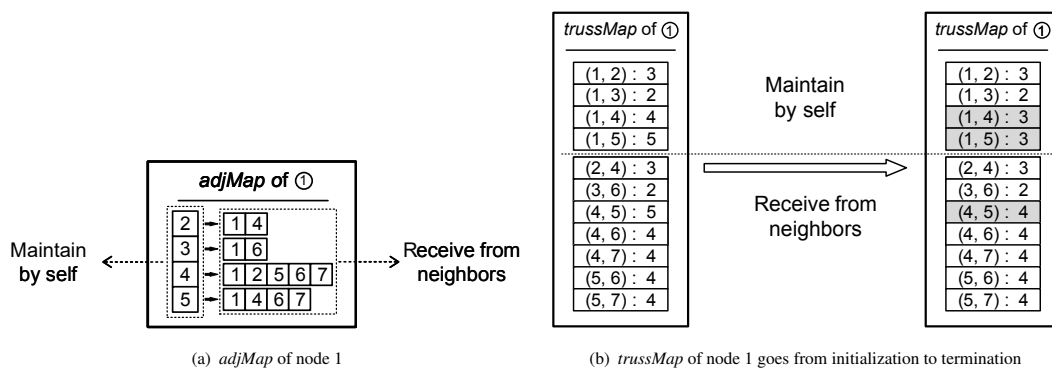 adjMap of ①
2 1 4
3 1 6
4 1 2 5 6 7
5 1 4 6 7
Maintain
by self
Receive from
neighbors
(a) adjMap of node 1
trussMap of ①
(1, 2) : 3
(1, 3) : 2
(1, 4) : 4
(1, 5) : 5
(2, 4) : 3
(3, 6) : 2
(4, 5) : 5
(4, 6) : 4
(4, 7) : 4
(5, 6) : 4
(5, 7) : 4
Maintain
by self
Receive from
neighbors
trussMap of ①
(1, 2) : 3
(1, 3) : 2
(1, 4) : 3
(1, 5) : 3
(2, 4) : 3
(3, 6) : 2
(4, 5) : 4
(4, 6) : 4
(4, 7) : 4
(5, 6) : 4
(5, 7) : 4
(b) trussMap of node 1 goes from initialization to termination